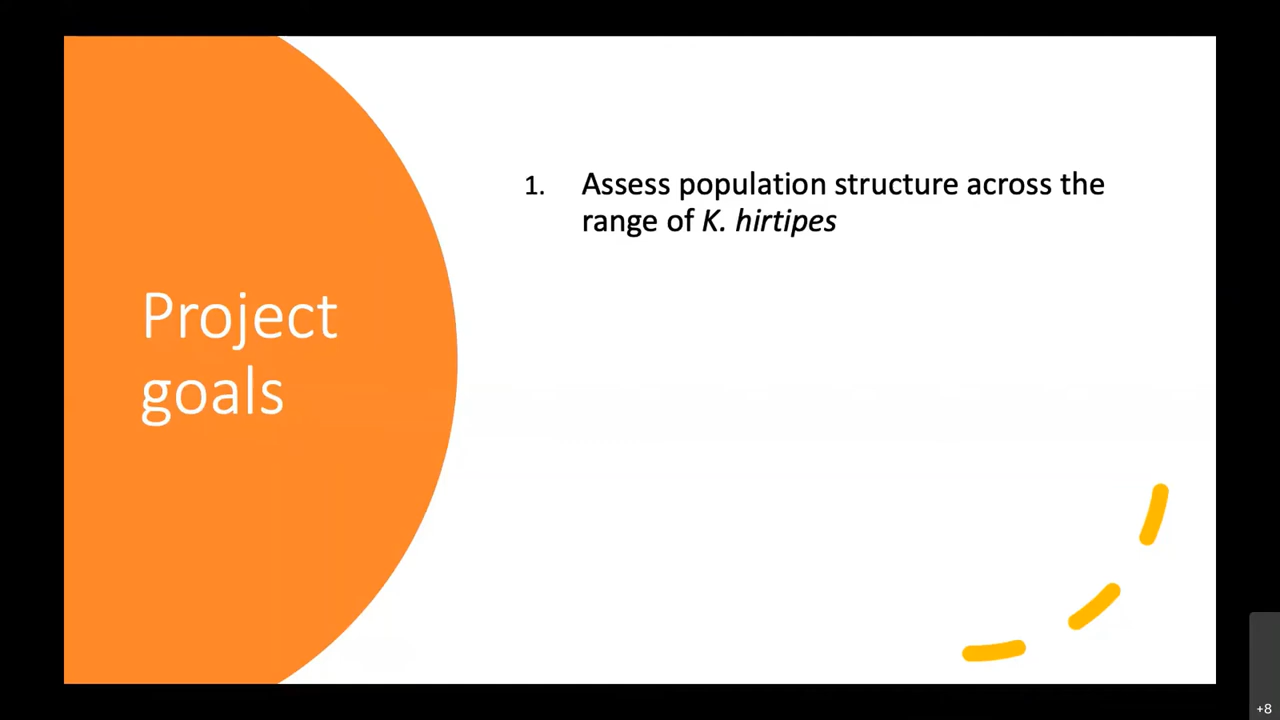 Project
goals
1. Assess population structure across the
range of K. hirtipes
+8